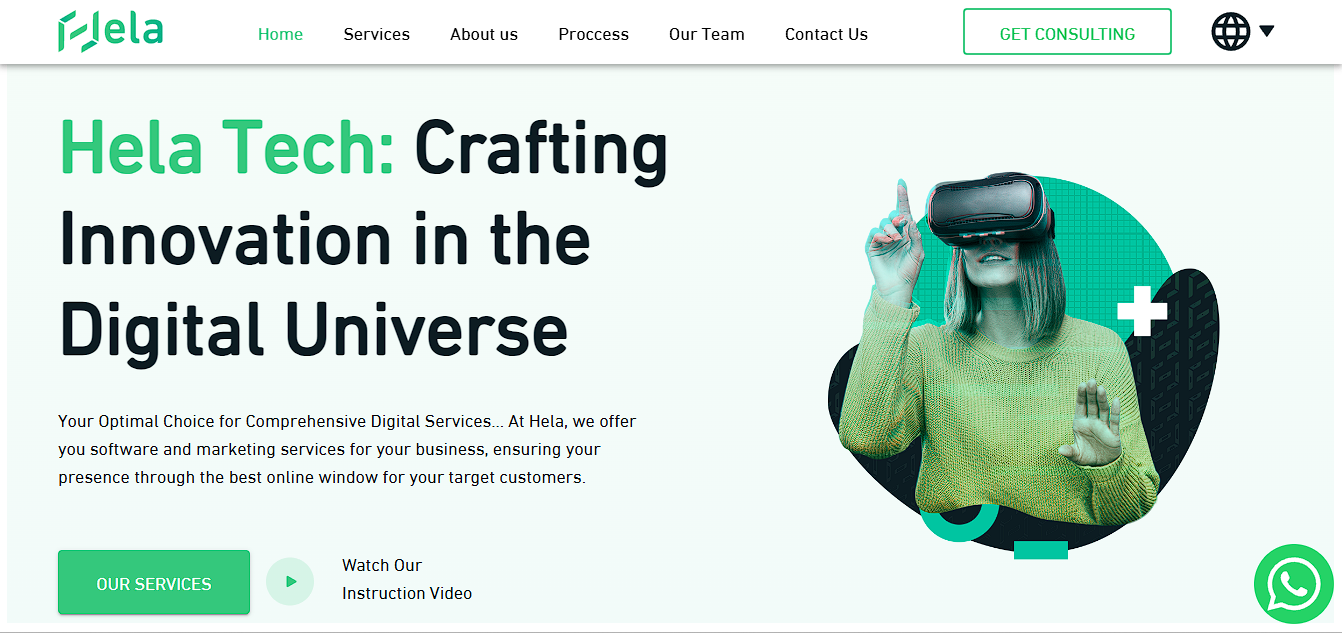 Hela
Home
Services
About us
Proccess
Our Team
Contact Us
GET CONSULTING
Hela Tech: Crafting
Innovation in the
Digital Universe
Your Optimal Choice for Comprehensive Digital Services... At Hela, we offer
you software and marketing services for your business, ensuring your
presence through the best online window for your target customers.
OUR SERVICES
Watch Our
Instruction Video